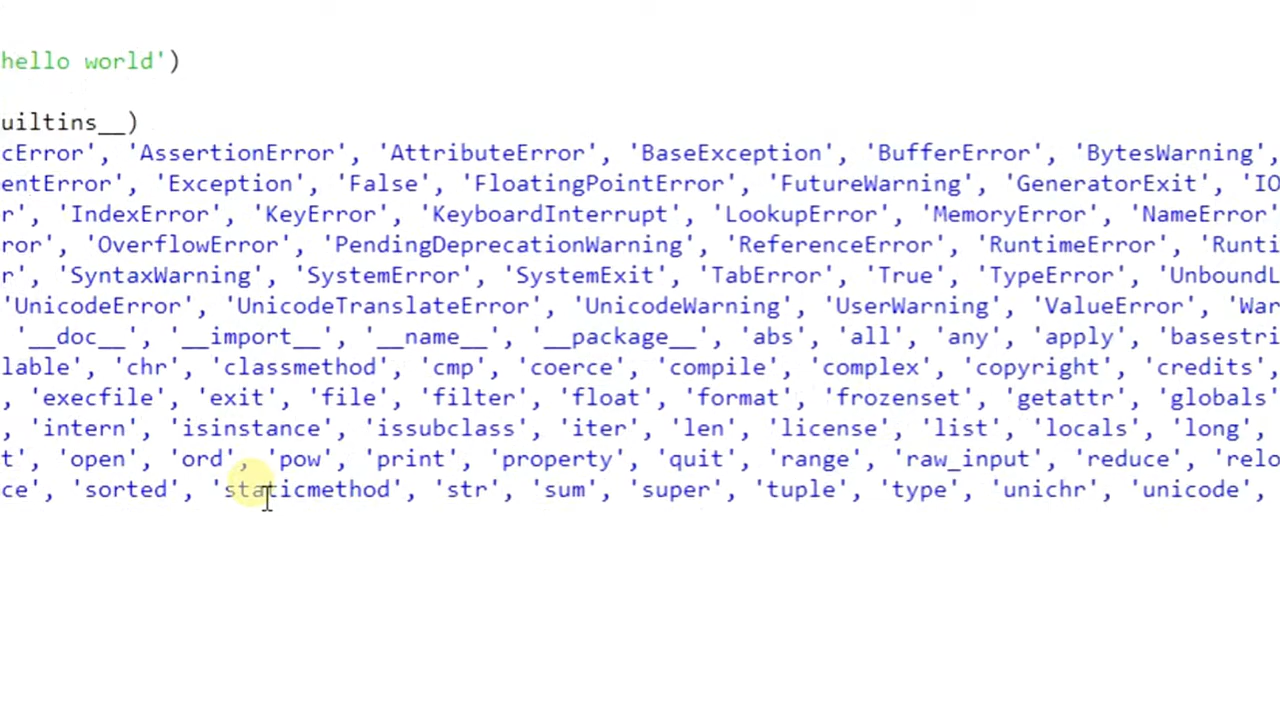 hello world')
uiltins__)
cError', 'AssertionError', 'AttributeError', 'BaseException', 'BufferError', 'BytesWarning',
entError', 'Exception', 'False', 'FloatingPointError', 'FutureWarning', 'GeneratorExit', 'IO
r', 'IndexError', 'KeyError', 'KeyboardInterrupt', 'LookupError', 'MemoryError', 'NameError'
ror', 'OverflowError', 'PendingDeprecationWarning', 'ReferenceError', 'RuntimeError', 'Runti
r', 'SyntaxWarning', 'SystemError', 'SystemExit', 'TabError', 'True', 'TypeError', 'UnboundL
'UnicodeError', 'UnicodeTranslateError', 'UnicodeWarning', 'UserWarning', 'ValueError', 'War
'__doc__', '__import__', '__name__', '__package__', 'abs', 'all', 'any', 'apply', 'basestri
lable', 'chr', 'classmethod', 'cmp', 'coerce', 'compile', 'complex', 'copyright', 'credits',
, 'execfile', 'exit', 'file', 'filter', 'float', 'format', 'frozenset', 'getattr', 'globals'
, 'intern', 'isinstance', 'issubclass', 'iter', 'len', 'license', 'list', 'locals', 'long',
t', 'open', 'ord', 'pow', 'print', 'property', 'quit', 'range', 'raw_input', 'reduce', 'relo
ce', 'sorted', 'staticmethod', 'str', 'sum', 'super', 'tuple', 'type', 'unichr', 'unicode',